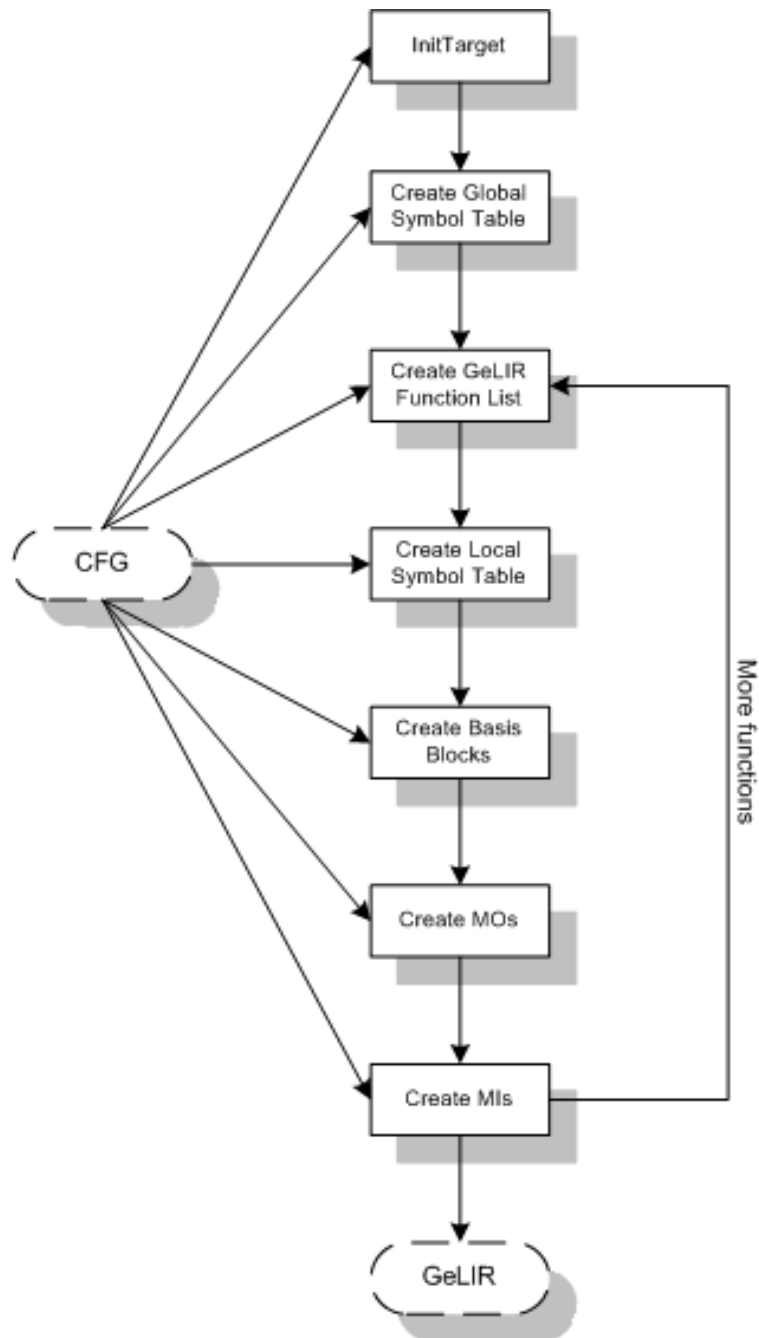 InitTarget
Create Global
Symbol Table
Create GeLIR
Function List
CFG
Create Local
Symbol Table
More functions
Create Basis
Blocks
Create MOs
Create MIs
GeLIR